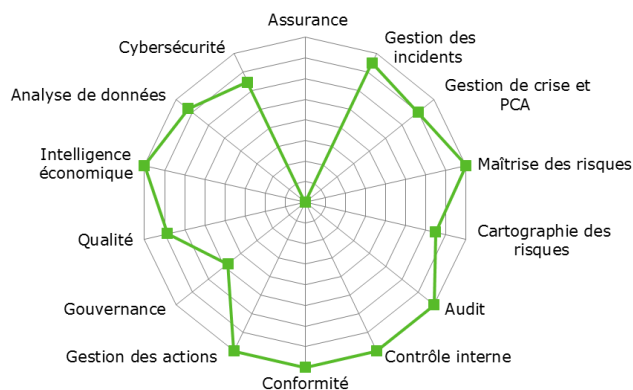 Assurance
Gestion des
incidents
Gestion de crise et
PCA
Maîtrise des risques
Cartographie des
risques
Audit
Contrôle interne
Conformité
Gestion des actions
Gouvernance
Qualité
Intelligence
économique
Analyse de données
Cybersécurité